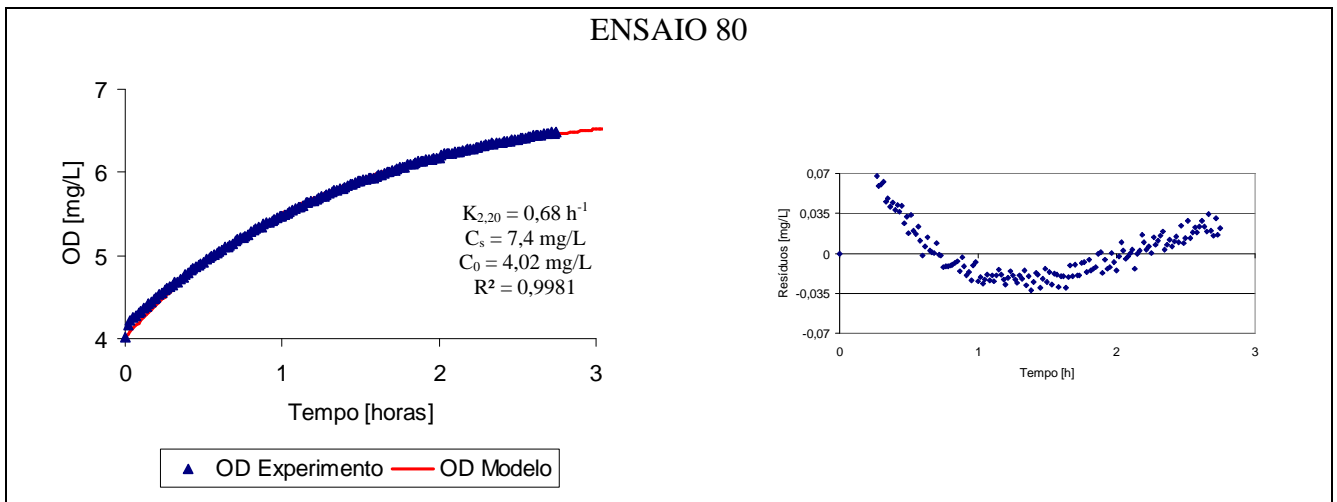 ENSAIO 80
7
6
5
4
OD [mg/L]
0 1 2 3
Tempo [horas]
K2,20 = 0,68 h-1
Cs = 7,4 mg/L
C0 = 4,02 mg/L
R² = 0,9981
OD Experimento OD Modelo
0,07
0,035
0
-0,035
-0,07
Resíduos [mg/L]
0 1 2 3
Tempo [h]